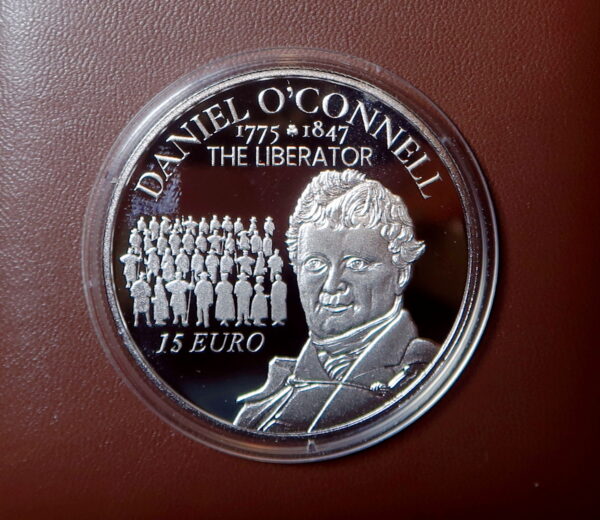 DANIEL O'CONNELL
1775 ♣ 1847
THE LIBERATOR
15 EURO